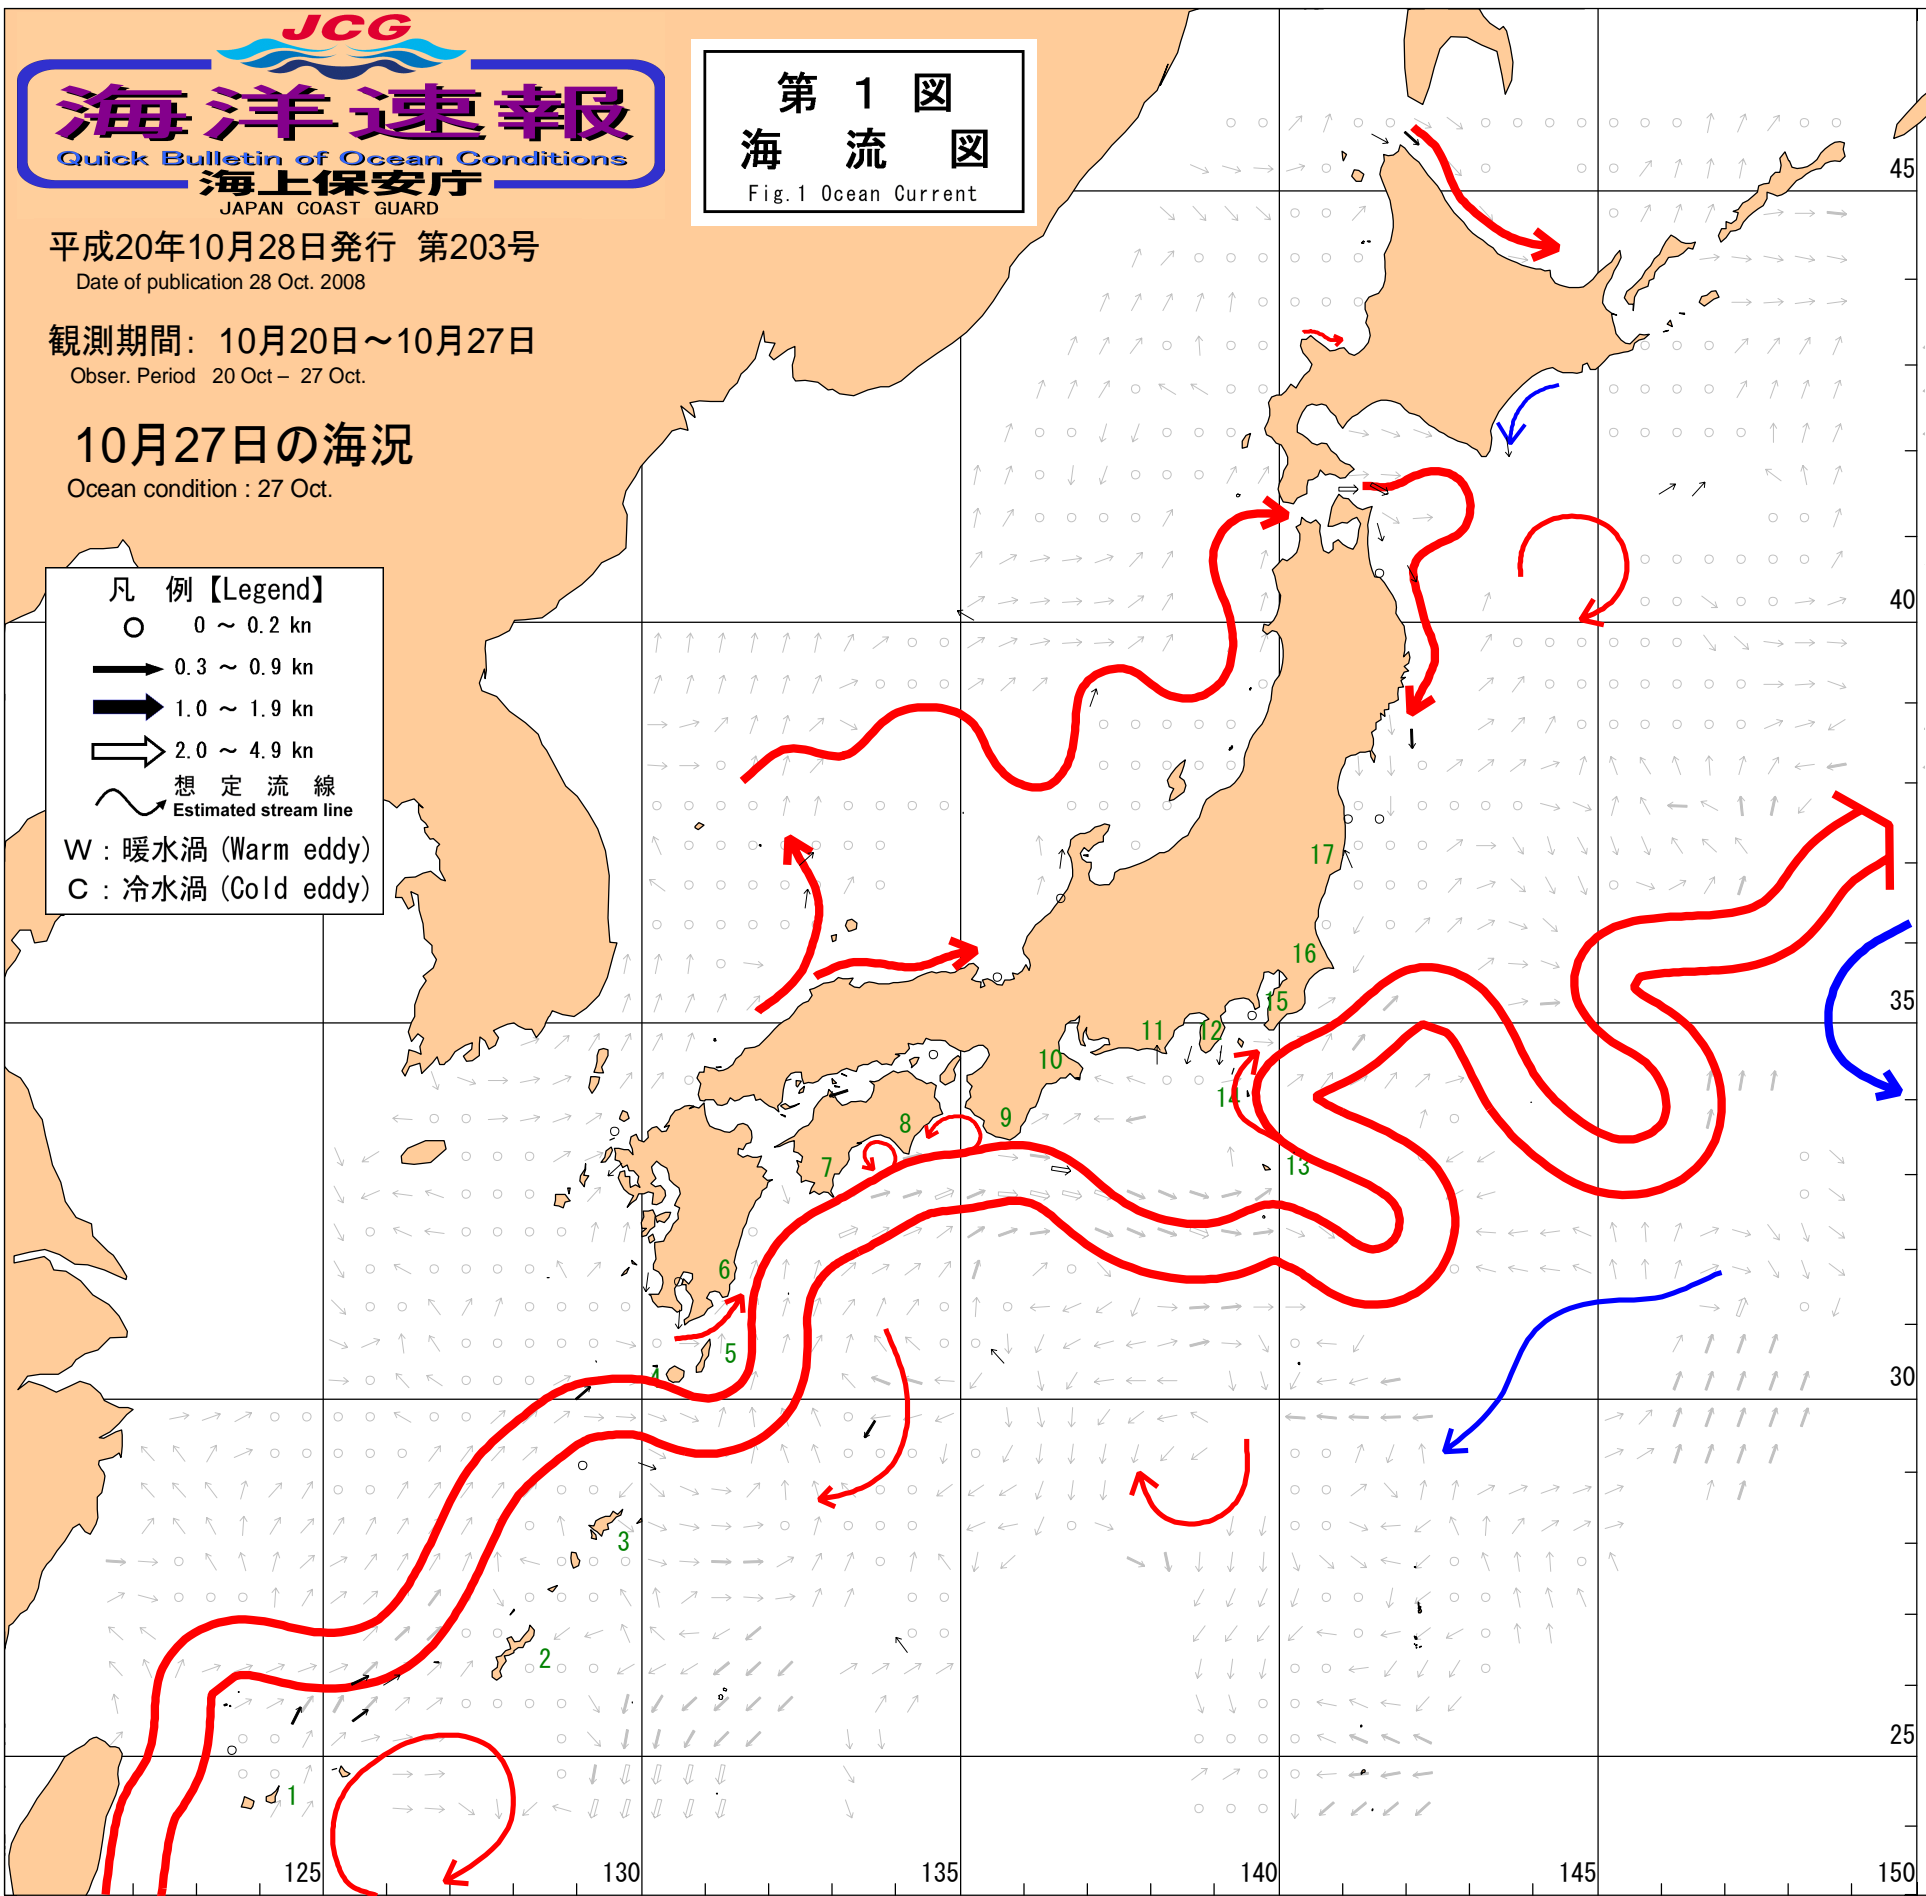 JCG
海洋速報
Quick Bulletin of Ocean Conditions
海上保安庁
JAPAN COAST GUARD
平成20年10月28日発行 第203号
Date of publication 28 Oct. 2008
観測期間: 10月20日～10月27日
Obser. Period 20 Oct – 27 Oct.
10月27日の海況
Ocean condition : 27 Oct.
第 1 図
海 流 図
Fig.1 Ocean Current
凡 例【Legend】
0 ～ 0.2 kn
0.3 ～ 0.9 kn
1.0 ～ 1.9 kn
2.0 ～ 4.9 kn
想 定 流 線
Estimated stream line
W : 暖水渦 (Warm eddy)
C : 冷水渦 (Cold eddy)
45
40
17
16
35
15
12
11
10
14
9
8
13
7
6
5
4
30
3
2
25
1
125
130
135
140
145
150